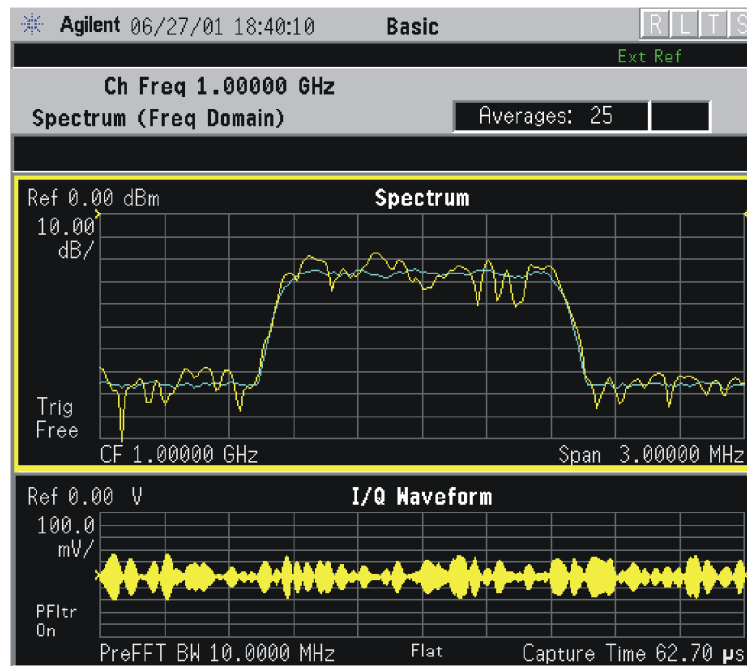 Agilent 06/27/01 18:40:10 Basic R L T S
Ext Ref
Ch Freq 1.00000 GHz
Spectrum (Freq Domain) Averages: 25
Ref 0.00 dBm Spectrum
10.00
dB/
Trig
Free
CF 1.00000 GHz Span 3.00000 MHz
Ref 0.00 V I/Q Waveform
100.0
mV/
PFltr
On
PreFFT BW 10.0000 MHz Flat Capture Time 62.70 µs